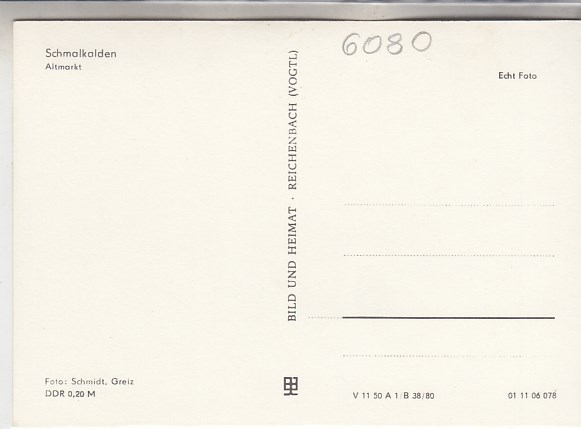 Schmalkalden
Altmarkt
6080
Echt Foto
BILD UND HEIMAT · REICHENBACH (VOGTL)
Foto: Schmidt, Greiz
DDR 0,20 M
V 11 50 A 1/B 38/80
01 11 06 078